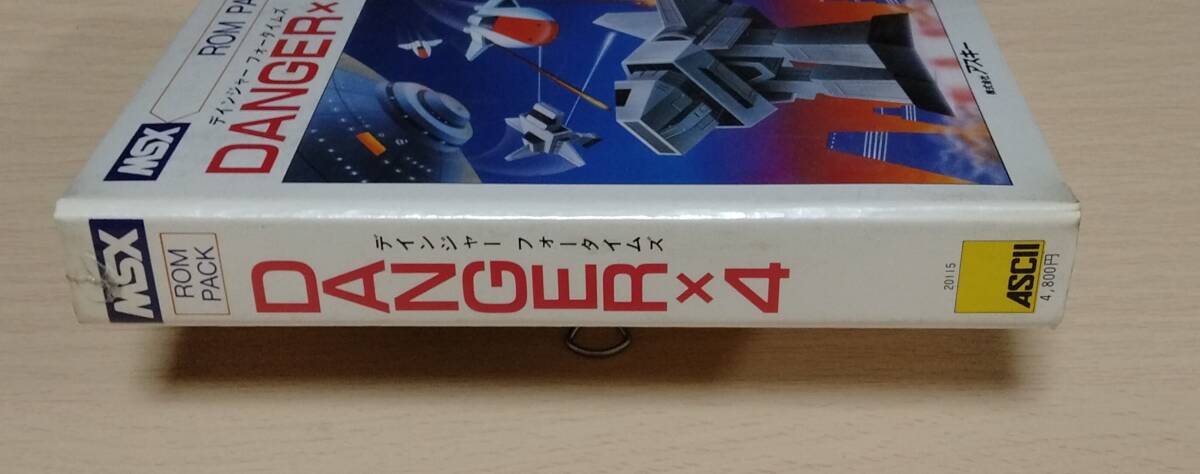 ROM PA
デインジャー フォータイムズ
DANGER×
MSX
株式会社アスキー
MSX
ROM
PACK
デインジャー フォータイムズ
DANGER×4
20115
ASCII
4,800円